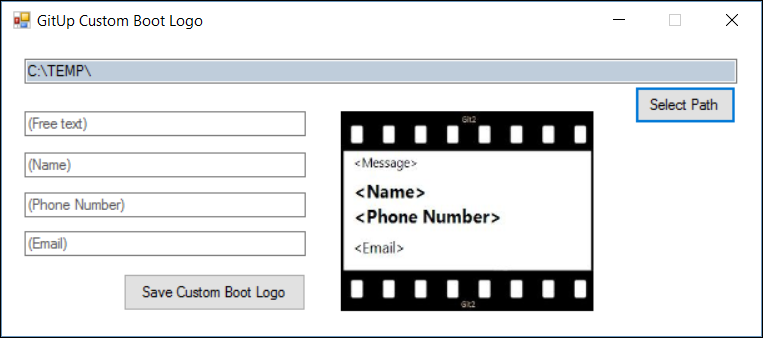 GitUp Custom Boot Logo
C:\TEMP\
Select Path
(Free text)
(Name)
(Phone Number)
(Email)
Save Custom Boot Logo
Git2
<Message>
<Name>
<Phone Number>
<Email>
Git2